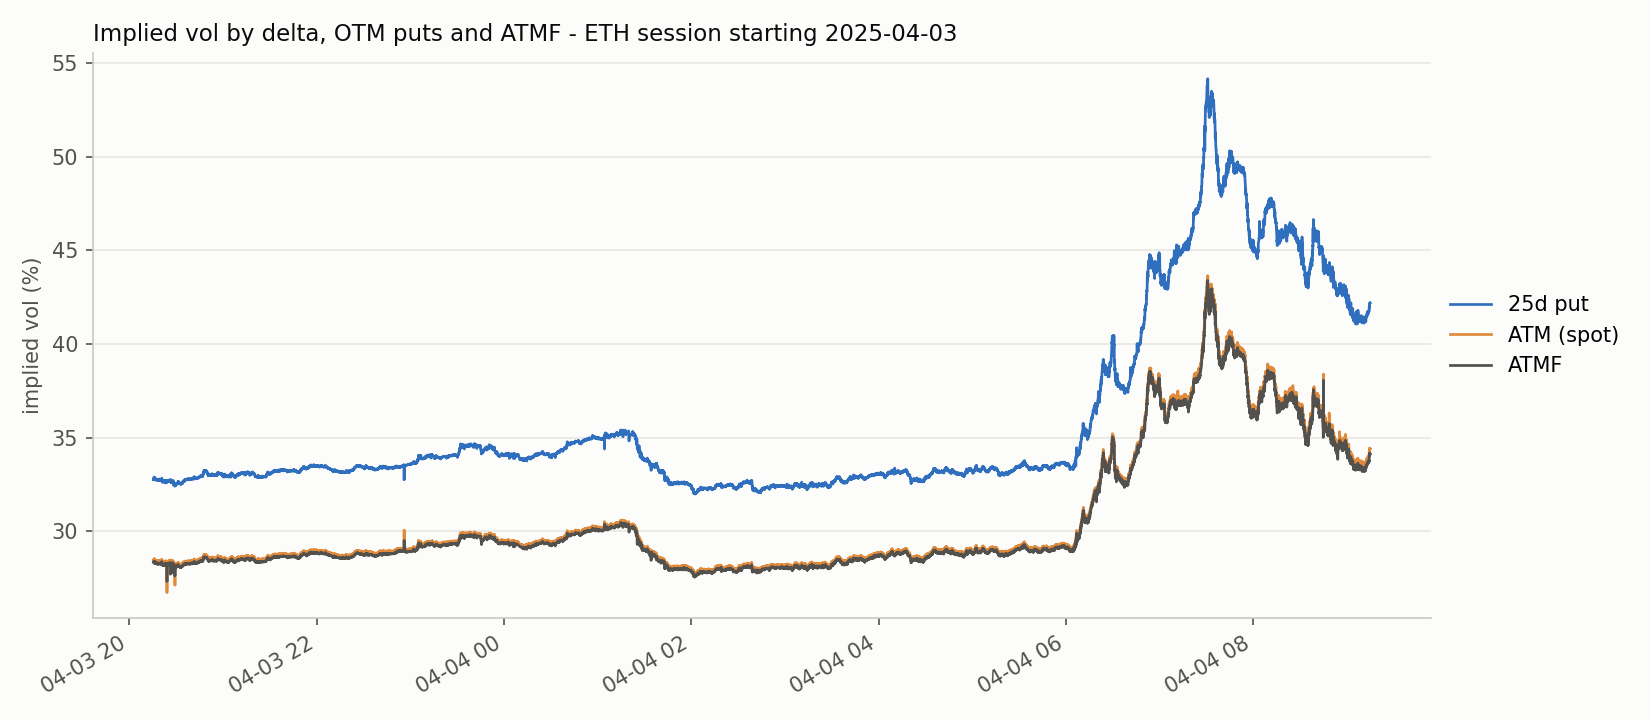 Implied vol by delta, OTM puts and ATMF - ETH session starting 2025-04-03
implied vol (%)
55
50
45
40
35
30
04-03 20
04-03 22
04-04 00
04-04 02
04-04 04
04-04 06
04-04 08
25d put
ATM (spot)
ATMF